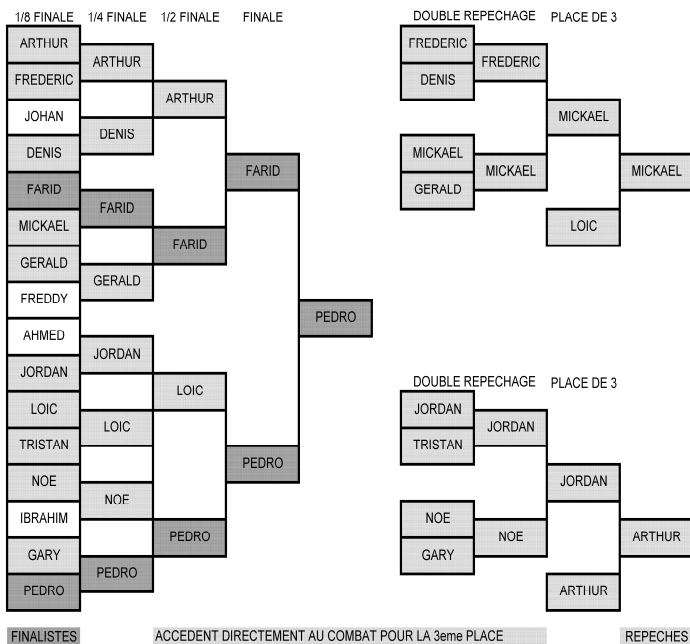 1/8 FINALE 1/4 FINALE 1/2 FINALE FINALE
ARTHUR
FREDERIC
JOHAN
DENIS
FARID
MICKAEL
GERALD
FREDDY
AHMED
JORDAN
LOIC
TRISTAN
NOE
IBRAHIM
GARY
PEDRO
ARTHUR
DENIS
FARID
GERALD
JORDAN
LOIC
NOE
PEDRO
ARTHUR
FARID
LOIC
PEDRO
FARID
PEDRO
PEDRO
DOUBLE REPECHAGE PLACE DE 3
FREDERIC
DENIS
MICKAEL
GERALD
FREDERIC
MICKAEL
MICKAEL
LOIC
MICKAEL
DOUBLE REPECHAGE PLACE DE 3
JORDAN
TRISTAN
NOE
GARY
JORDAN
NOE
JORDAN
ARTHUR
ARTHUR
FINALISTES
ACCEDENT DIRECTEMENT AU COMBAT POUR LA 3eme PLACE
REPECHES